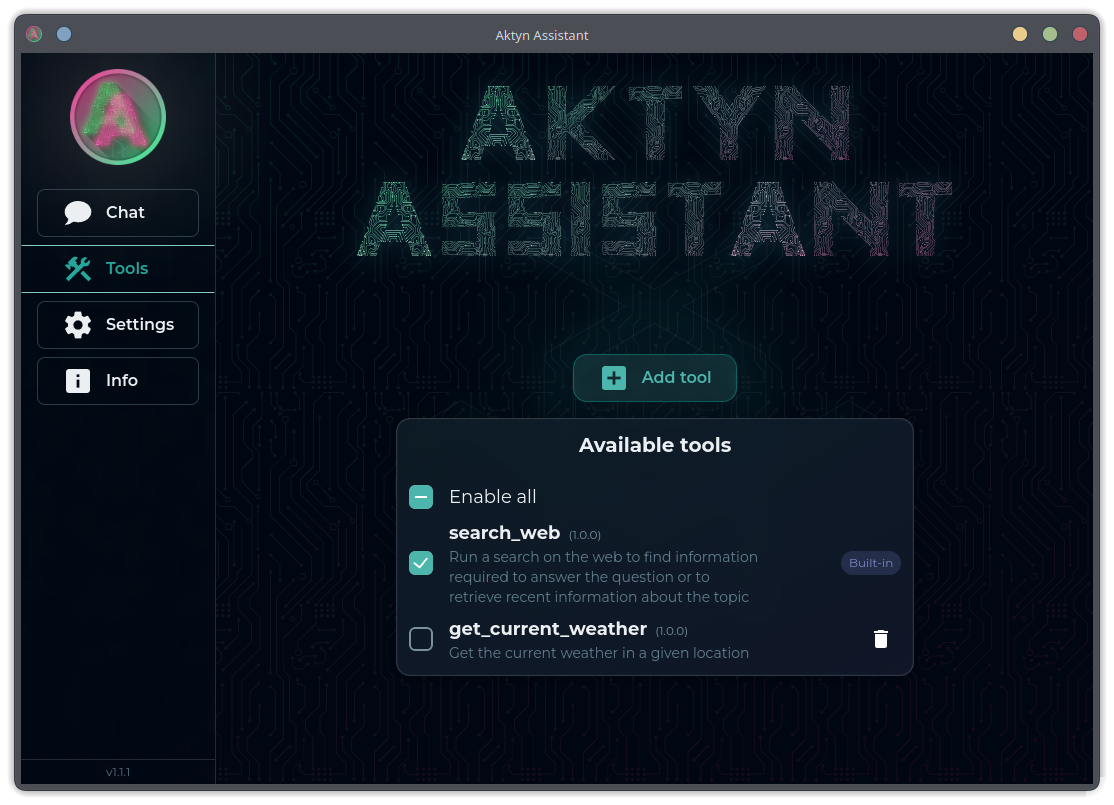 Aktyn Assistant
AKTYN
ASSISTANT
Chat
Tools
Settings
Info
Add tool
Available tools
Enable all
search_web (1.0.0)
Run a search on the web to find information
required to answer the question or to
retrieve recent information about the topic
Built-in
get_current_weather (1.0.0)
Get the current weather in a given location
v1.1.1